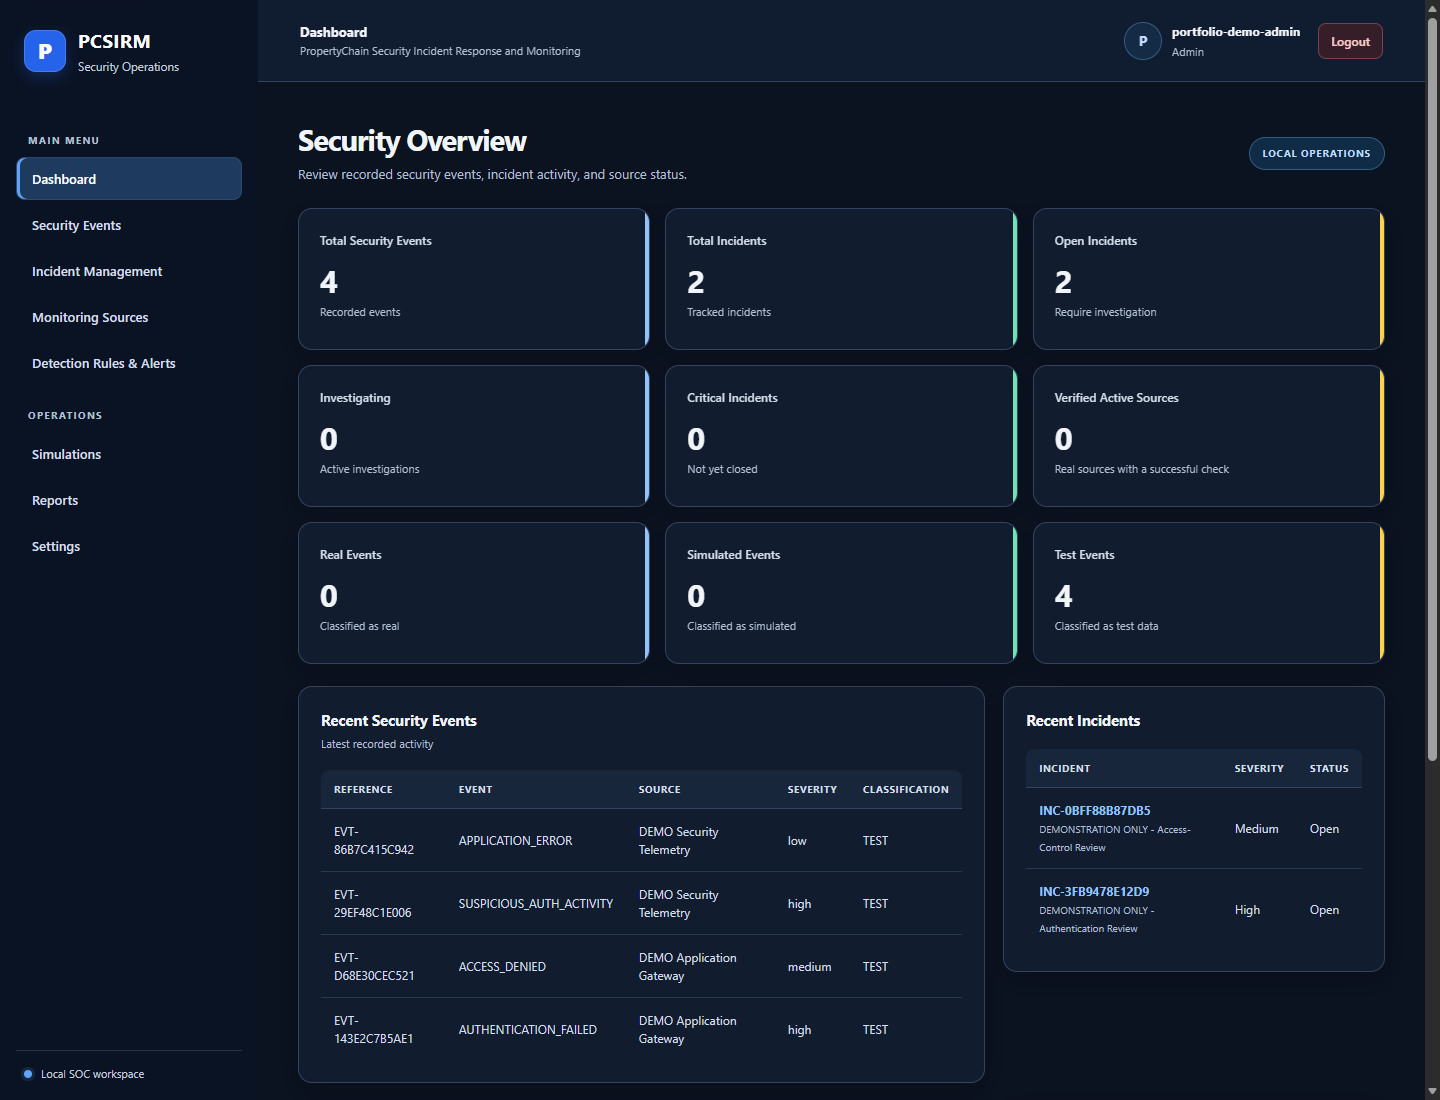 P
PCSIRM
Security Operations
MAIN MENU
Dashboard
Security Events
Incident Management
Monitoring Sources
Detection Rules & Alerts
OPERATIONS
Simulations
Reports
Settings
Local SOC workspace
Dashboard
PropertyChain Security Incident Response and Monitoring
P
portfolio-demo-admin
Admin
Logout
Security Overview
Review recorded security events, incident activity, and source status.
LOCAL OPERATIONS
Total Security Events
4
Recorded events
Total Incidents
2
Tracked incidents
Open Incidents
2
Require investigation
Investigating
0
Active investigations
Critical Incidents
0
Not yet closed
Verified Active Sources
0
Real sources with a successful check
Real Events
0
Classified as real
Simulated Events
0
Classified as simulated
Test Events
4
Classified as test data
Recent Security Events
Latest recorded activity
REFERENCE EVENT SOURCE SEVERITY CLASSIFICATION
EVT-
86B7C415C942
APPLICATION_ERROR
DEMO Security
Telemetry
low
TEST
EVT-
29EF48C1E006
SUSPICIOUS_AUTH_ACTIVITY
DEMO Security
Telemetry
high
TEST
EVT-
D68E30CEC521
ACCESS_DENIED
DEMO Application
Gateway
medium
TEST
EVT-
143E2C7B5AE1
AUTHENTICATION_FAILED
DEMO Application
Gateway
high
TEST
Recent Incidents
INCIDENT SEVERITY STATUS
INC-0BFF88B87DB5
DEMONSTRATION ONLY - Access-
Control Review
Medium
Open
INC-3FB9478E12D9
DEMONSTRATION ONLY -
Authentication Review
High
Open